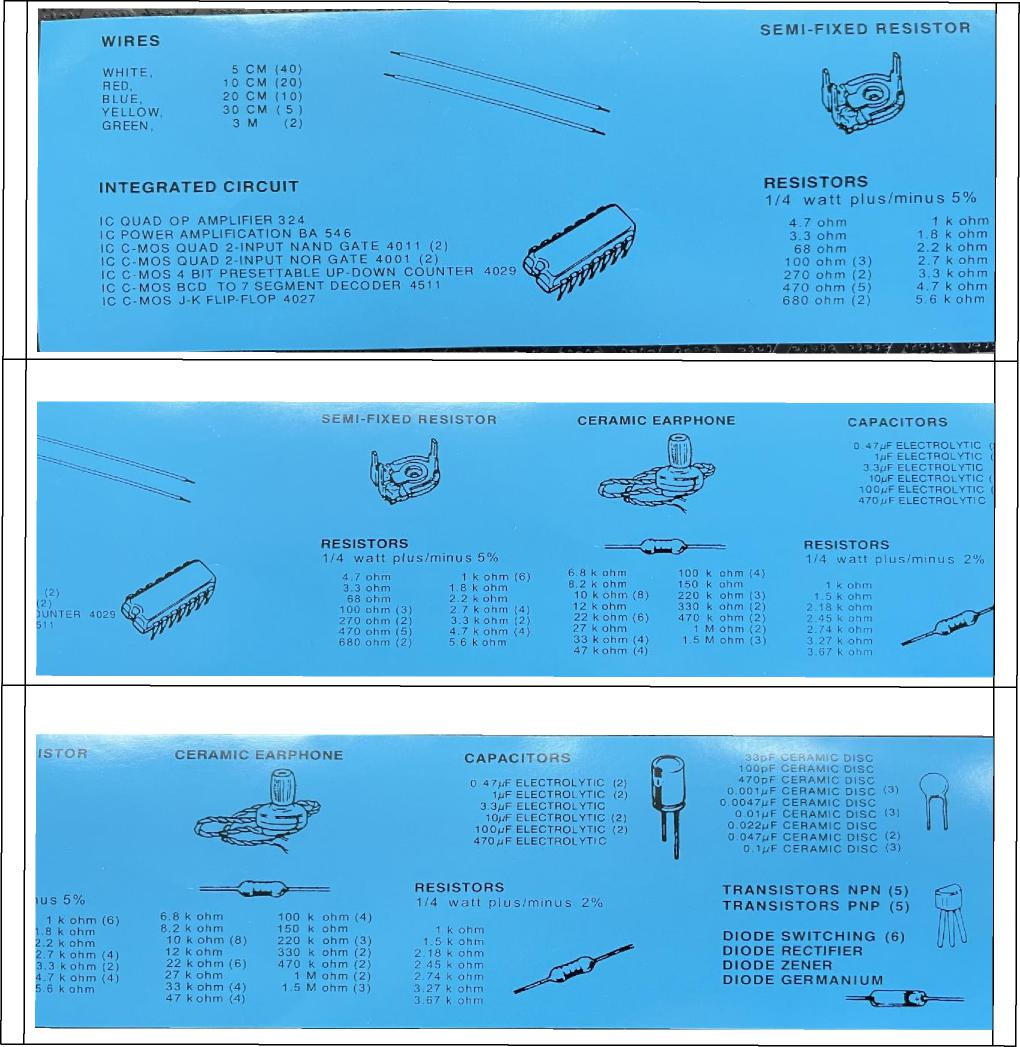 WIRES
WHITE, 5 CM (40)
RED, 10 CM (20)
BLUE, 20 CM (10)
YELLOW, 30 CM ( 5 )
GREEN, 3 M (2)
INTEGRATED CIRCUIT
IC QUAD OP AMPLIFIER 324
IC POWER AMPLIFICATION BA 546
IC C-MOS QUAD 2-INPUT NAND GATE 4011 (2)
IC C-MOS QUAD 2-INPUT NOR GATE 4001 (2)
IC C-MOS 4 BIT PRESETTABLE UP-DOWN COUNTER 4029
IC C-MOS BCD TO 7 SEGMENT DECODER 4511
IC C-MOS J-K FLIP-FLOP 4027
SEMI-FIXED RESISTOR
RESISTORS
1/4 watt plus/minus 5%
4.7 ohm 1 k ohm
3.3 ohm 1.8 k ohm
68 ohm 2.2 k ohm
100 ohm (3) 2.7 k ohm
270 ohm (2) 3.3 k ohm
470 ohm (5) 4.7 k ohm
680 ohm (2) 5.6 k ohm
(2)
(2)
OUNTER 4029
511
SEMI-FIXED RESISTOR
RESISTORS
1/4 watt plus/minus 5%
4.7 ohm 1 k ohm (6)
3.3 ohm 1.8 k ohm
68 ohm 2.2 k ohm
100 ohm (3) 2.7 k ohm (4)
270 ohm (2) 3.3 k ohm (2)
470 ohm (5) 4.7 k ohm (4)
680 ohm (2) 5.6 k ohm
CERAMIC EARPHONE
6.8 k ohm 100 k ohm (4)
8.2 k ohm 150 k ohm
10 k ohm (8) 220 k ohm (3)
12 k ohm 330 k ohm (2)
22 k ohm (6) 470 k ohm (2)
27 k ohm 1 M ohm (2)
33 k ohm (4) 1.5 M ohm (3)
47 k ohm (4)
CAPACITORS
0.47µF ELECTROLYTIC (
1µF ELECTROLYTIC (
3.3µF ELECTROLYTIC
10µF ELECTROLYTIC (
100µF ELECTROLYTIC (
470µF ELECTROLYTIC
RESISTORS
1/4 watt plus/minus 2%
1 k ohm
1.5 k ohm
2.18 k ohm
2.45 k ohm
2.74 k ohm
3.27 k ohm
3.67 k ohm
ISTOR
us 5%
1 k ohm (6)
1.8 k ohm
2.2 k ohm
2.7 k ohm (4)
3.3 k ohm (2)
4.7 k ohm (4)
5.6 k ohm
CERAMIC EARPHONE
6.8 k ohm 100 k ohm (4)
8.2 k ohm 150 k ohm
10 k ohm (8) 220 k ohm (3)
12 k ohm 330 k ohm (2)
22 k ohm (6) 470 k ohm (2)
27 k ohm 1 M ohm (2)
33 k ohm (4) 1.5 M ohm (3)
47 k ohm (4)
CAPACITORS
0.47µF ELECTROLYTIC (2)
1µF ELECTROLYTIC (2)
3.3µF ELECTROLYTIC
10µF ELECTROLYTIC (2)
100µF ELECTROLYTIC (2)
470µF ELECTROLYTIC
RESISTORS
1/4 watt plus/minus 2%
1 k ohm
1.5 k ohm
2.18 k ohm
2.45 k ohm
2.74 k ohm
3.27 k ohm
3.67 k ohm
33pF CERAMIC DISC
100pF CERAMIC DISC
470pF CERAMIC DISC
0.001µF CERAMIC DISC (3)
0.0047µF CERAMIC DISC
0.01µF CERAMIC DISC (3)
0.022µF CERAMIC DISC
0.047µF CERAMIC DISC (2)
0.1µF CERAMIC DISC (3)
TRANSISTORS NPN (5)
TRANSISTORS PNP (5)
DIODE SWITCHING (6)
DIODE RECTIFIER
DIODE ZENER
DIODE GERMANIUM